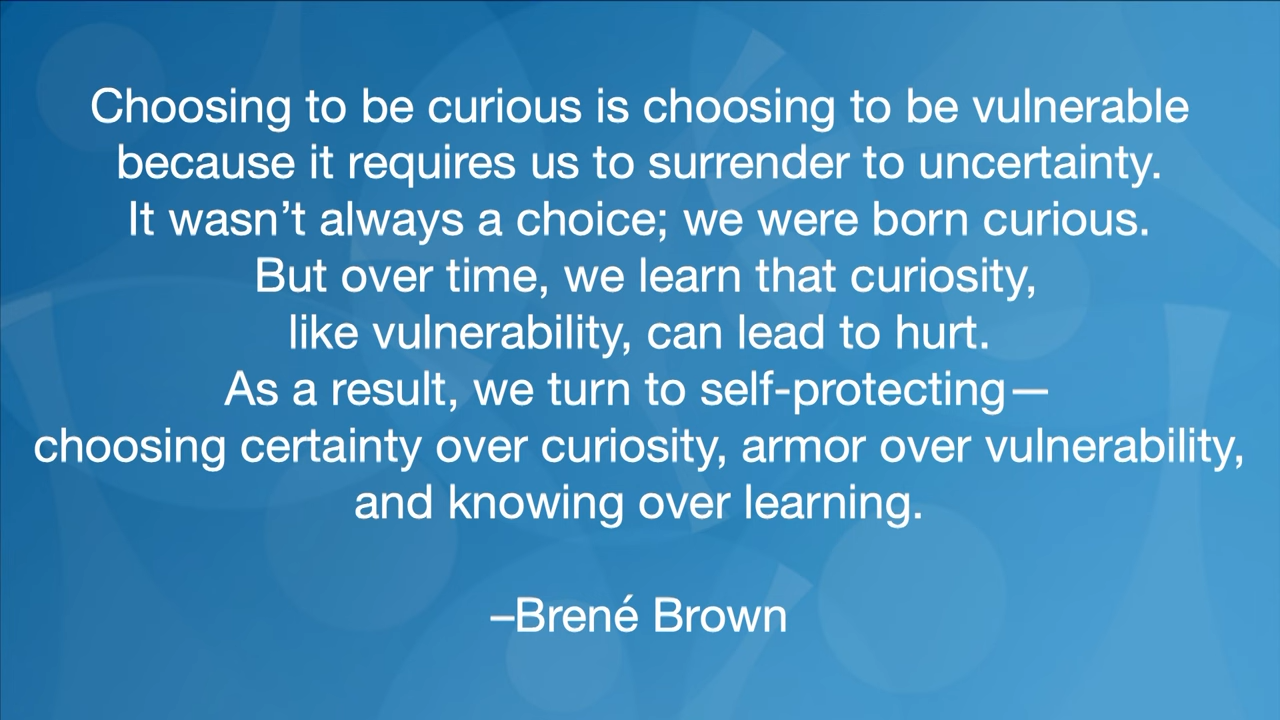 Choosing to be curious is choosing to be vulnerable
because it requires us to surrender to uncertainty.
It wasn’t always a choice; we were born curious.
But over time, we learn that curiosity,
like vulnerability, can lead to hurt.
As a result, we turn to self-protecting—
choosing certainty over curiosity, armor over vulnerability,
and knowing over learning.
–Brené Brown